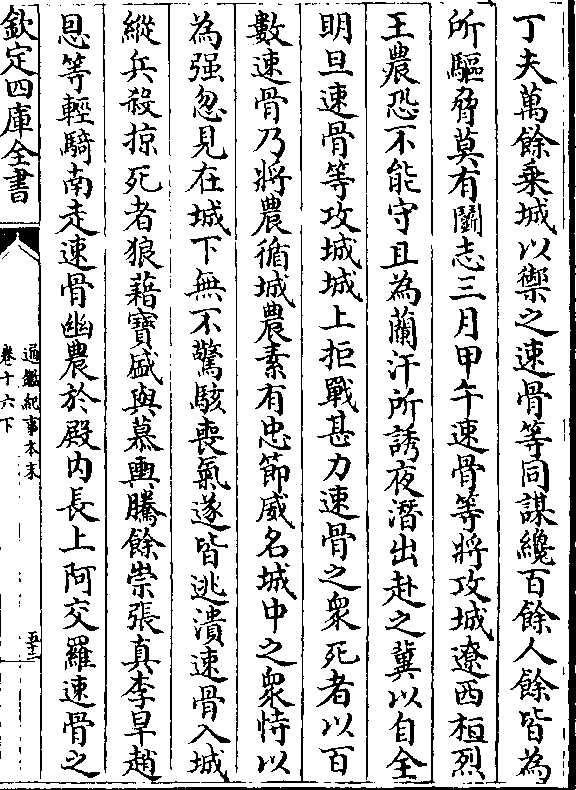 丁夫萬餘乗城以禦之速骨等同謀纔百餘人餘皆為
所驅脅莫有鬭志三月甲午速骨等將攻城遼西桓烈
王農恐不能守且為蘭汗所誘夜潛出赴之冀以自全
明旦速骨等攻城城上拒戰甚力速骨之衆死者以百
數速骨乃將農循城農素有忠節威名城中之衆恃以
為强忽見在城下無不驚駭喪氣遂皆逃潰速骨入城
縱兵殺掠死者狼藉寶盛與慕輿騰餘崇張真李旱趙
恩等輕騎南走速骨幽農於殿内長上阿交羅速骨之
欽定四庫全書
通鑑紀事本末
卷十六下
五十二